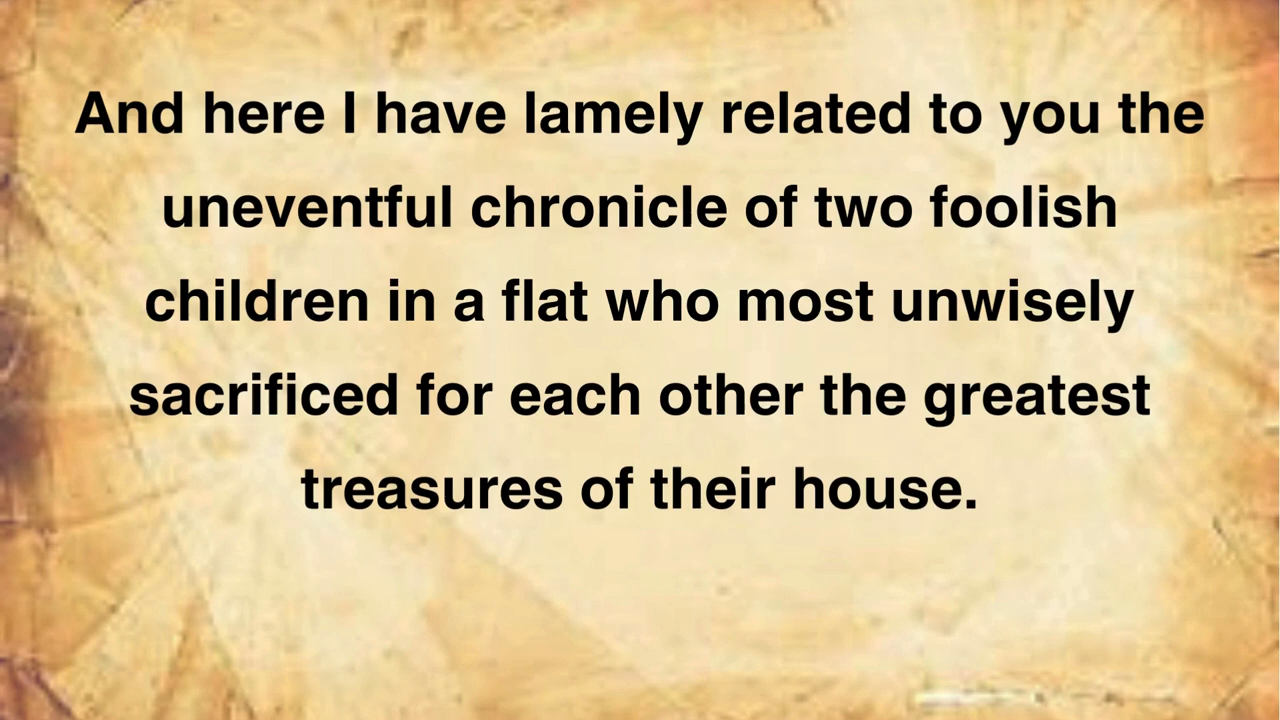 And here I have lamely related to you the
uneventful chronicle of two foolish
children in a flat who most unwisely
sacrificed for each other the greatest
treasures of their house.